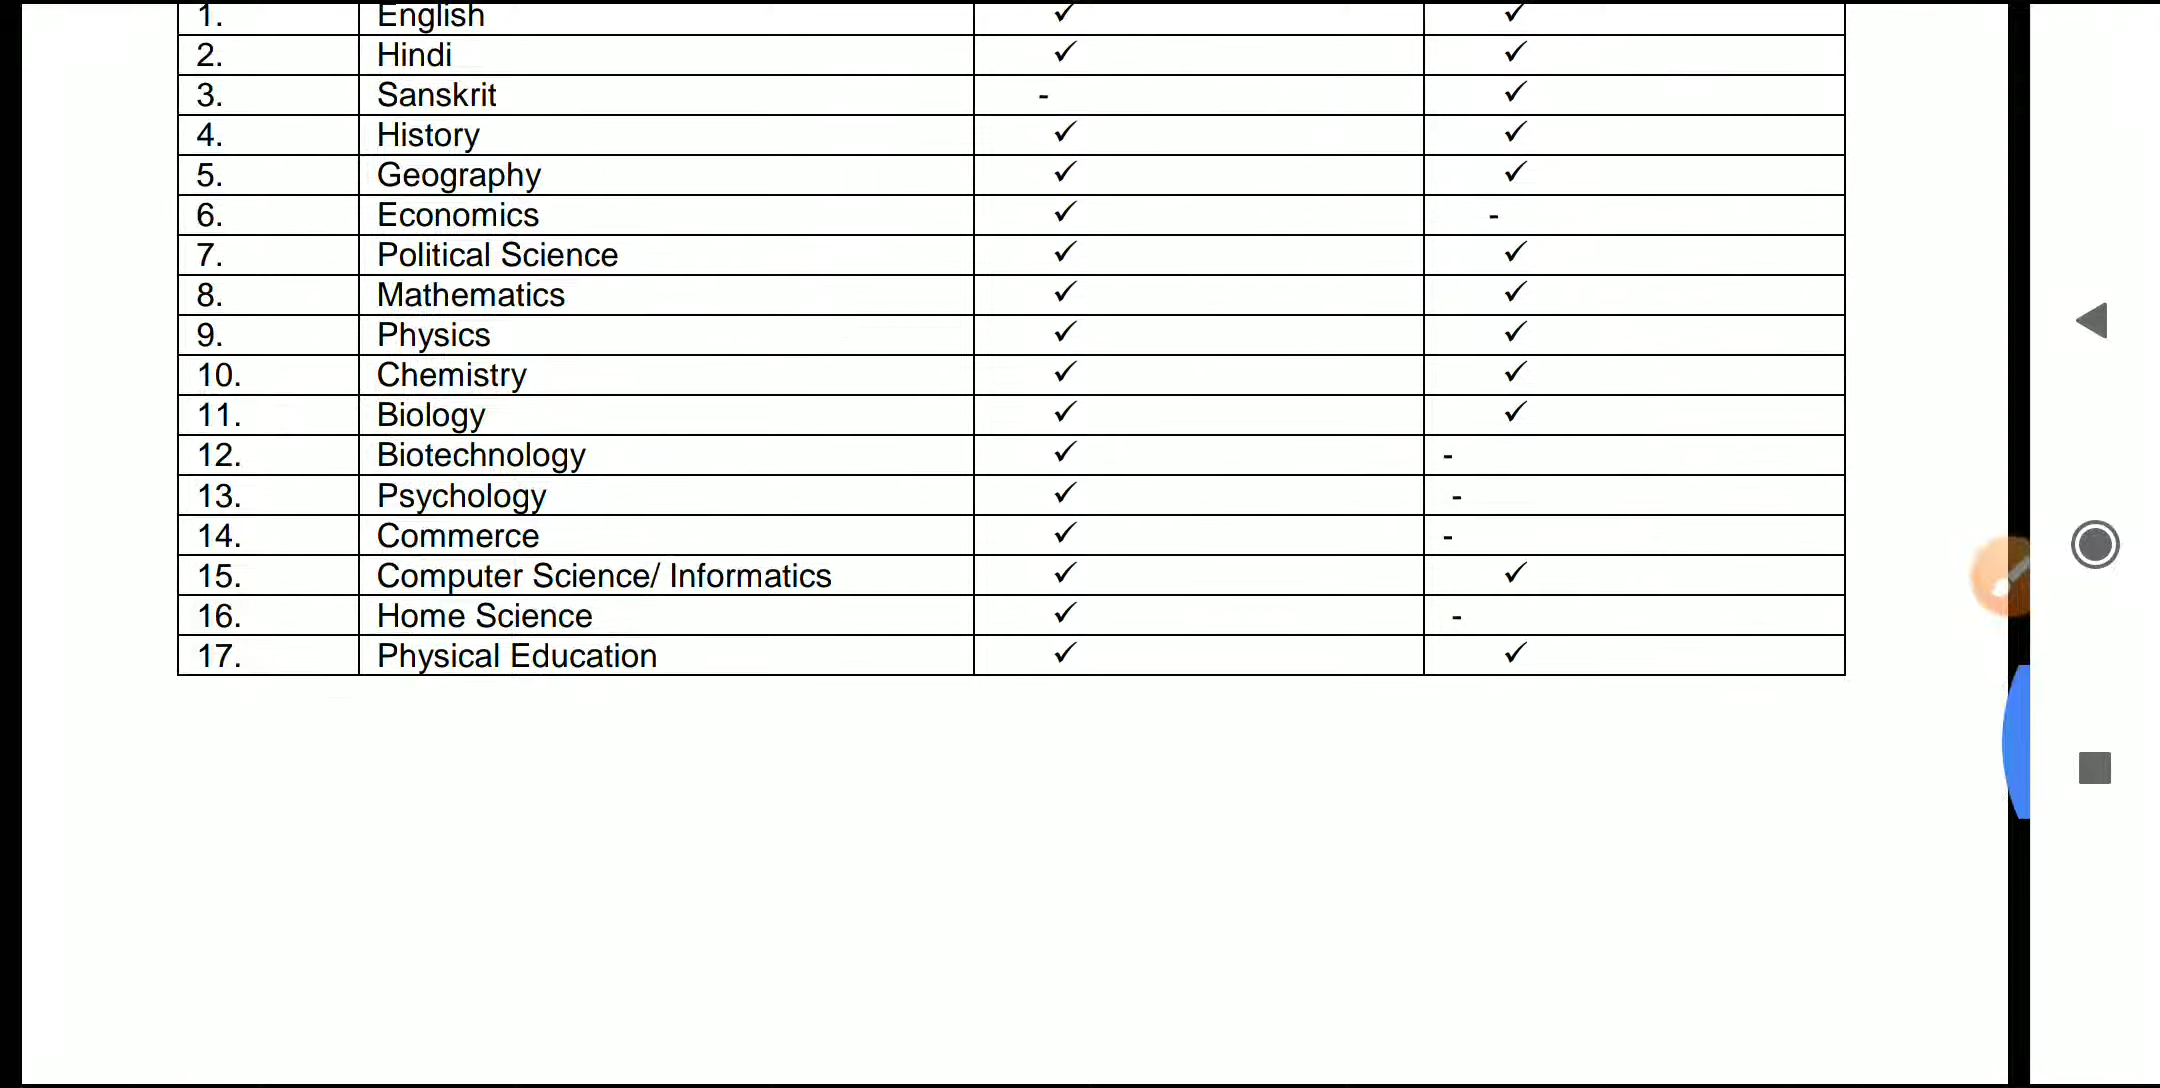 1. English ✓ ✓
2. Hindi ✓ ✓
3. Sanskrit - ✓
4. History ✓ ✓
5. Geography ✓ ✓
6. Economics ✓ -
7. Political Science ✓ ✓
8. Mathematics ✓ ✓
9. Physics ✓ ✓
10. Chemistry ✓ ✓
11. Biology ✓ ✓
12. Biotechnology ✓ -
13. Psychology ✓ -
14. Commerce ✓ -
15. Computer Science/ Informatics ✓ ✓
16. Home Science ✓ -
17. Physical Education ✓ ✓